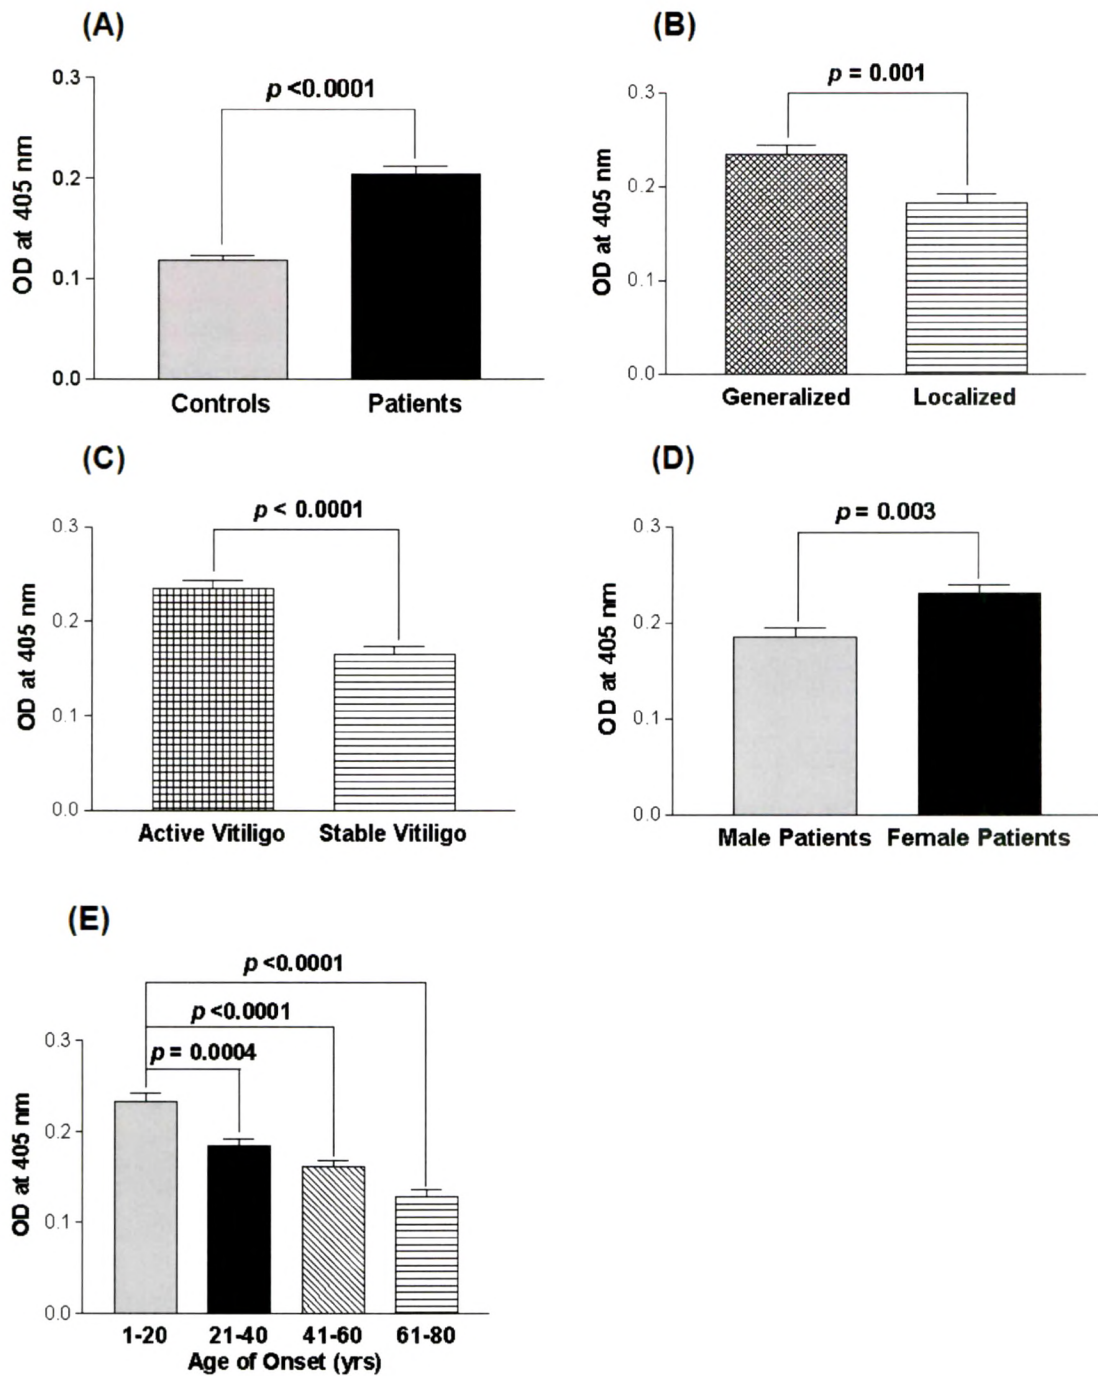 (A)
p <0.0001
0.3
0.2
0.1
0.0
OD at 405 nm
Controls Patients
(B)
p = 0.001
0.3
0.2
0.1
0.0
OD at 405 nm
Generalized Localized
(C)
p < 0.0001
0.3
0.2
0.1
0.0
OD at 405 nm
Active Vitiligo Stable Vitiligo
(D)
p = 0.003
0.3
0.2
0.1
0.0
OD at 405 nm
Male Patients Female Patients
(E)
p <0.0001
p <0.0001
p = 0.0004
0.3
0.2
0.1
0.0
OD at 405 nm
1-20 21-40 41-60 61-80
Age of Onset (yrs)